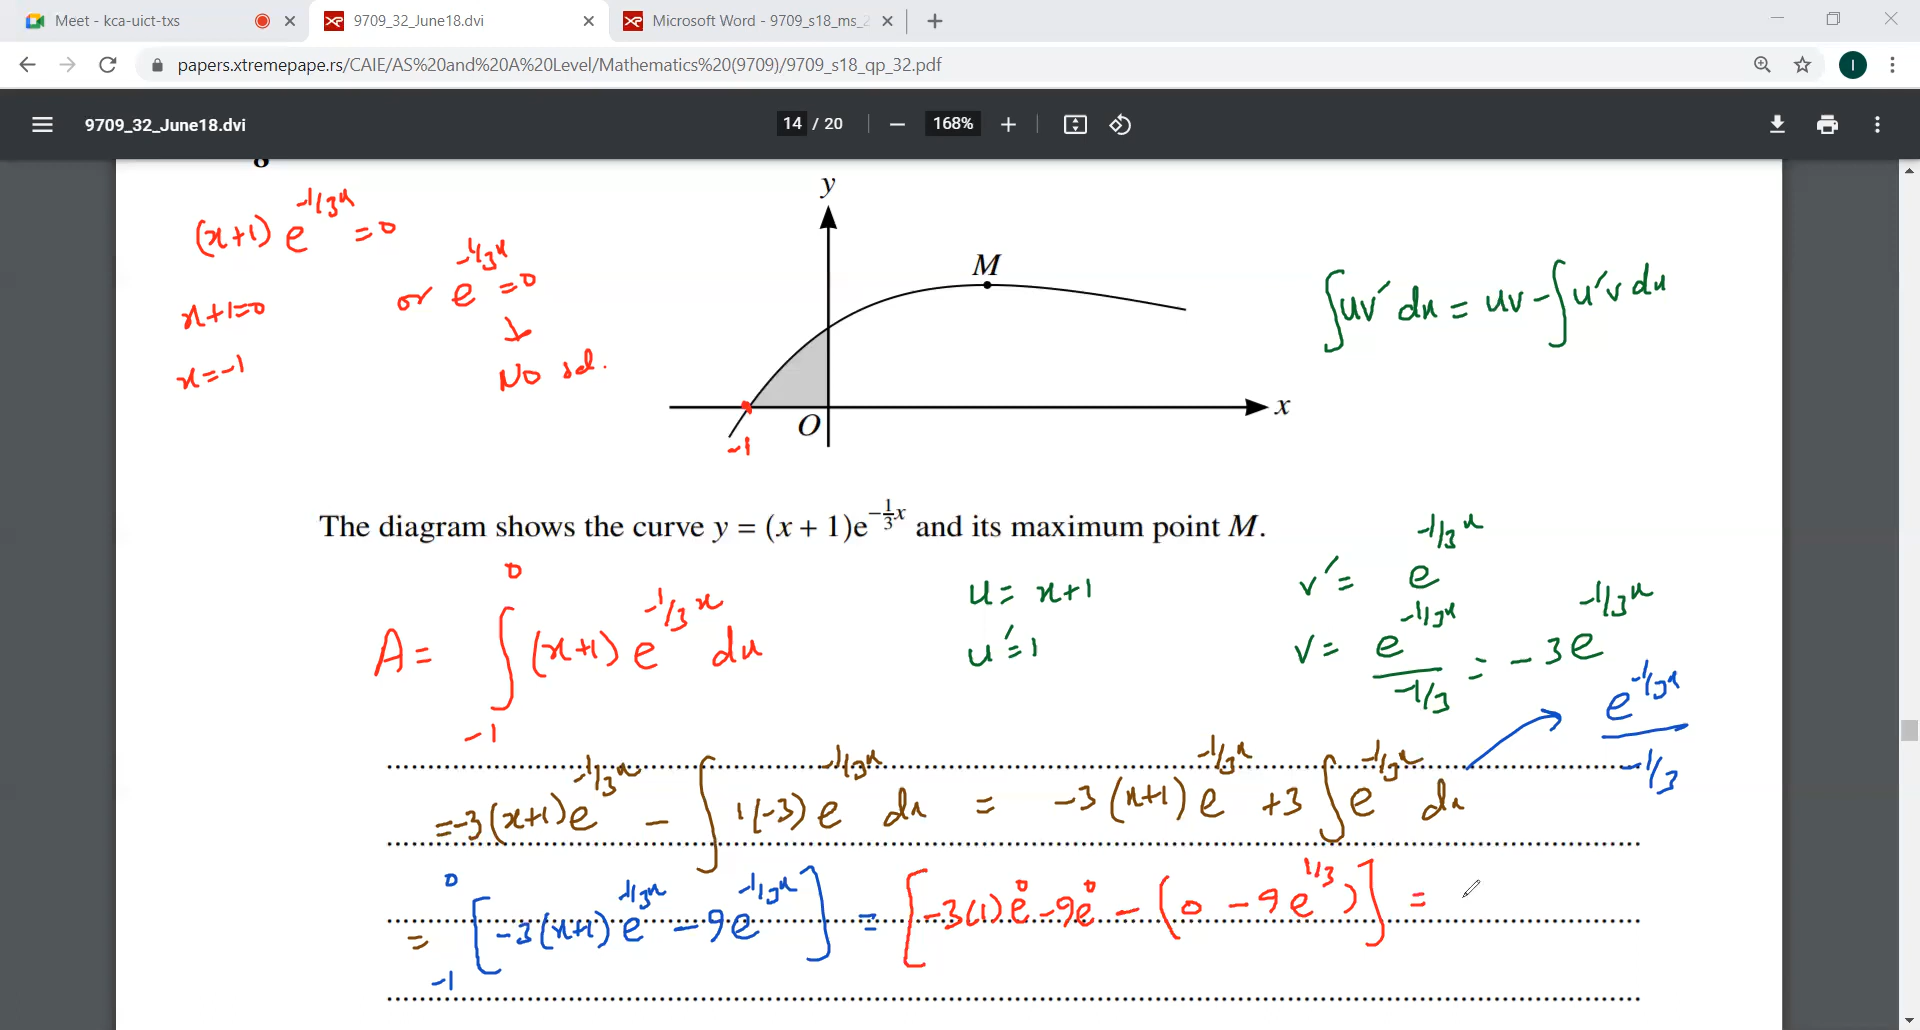 Meet - kca-uict-txs
9709_32_June18.dvi
Microsoft Word - 9709_s18_ms_
papers.xtremepape.rs/CAIE/AS%20and%20A%20Level/Mathematics%20(9709)/9709_s18_qp_32.pdf
I
9709_32_June18.dvi
14 / 20
168%
(x+1) e^{-1/3x} = 0
x+1=0 or e^{-1/3x} = 0
x=-1 ↓ No sol.
y
M
O
x
-1
∫uv′ dx = uv - ∫u′v dx
The diagram shows the curve y = (x + 1)e^{-\frac{1}{3}x} and its maximum point M.
A = ∫_{-1}^{0} (x+1) e^{-1/3x} dx
u = x+1
u′=1
v′ = e^{-1/3x}
v = \frac{e^{-1/3x}}{-1/3} = -3e^{-1/3x}
\frac{e^{-1/3x}}{-1/3}
= -3(x+1)e^{-1/3x} - ∫1(-3)e^{-1/3x} dx = -3(x+1)e^{-1/3x} +3∫e^{-1/3x} dx
= _{-1}^{0}[-3(x+1)e^{-1/3x} - 9e^{-1/3x}] = [-3(1)e^0 - 9e^0 - (0 - 9e^{1/3})] =